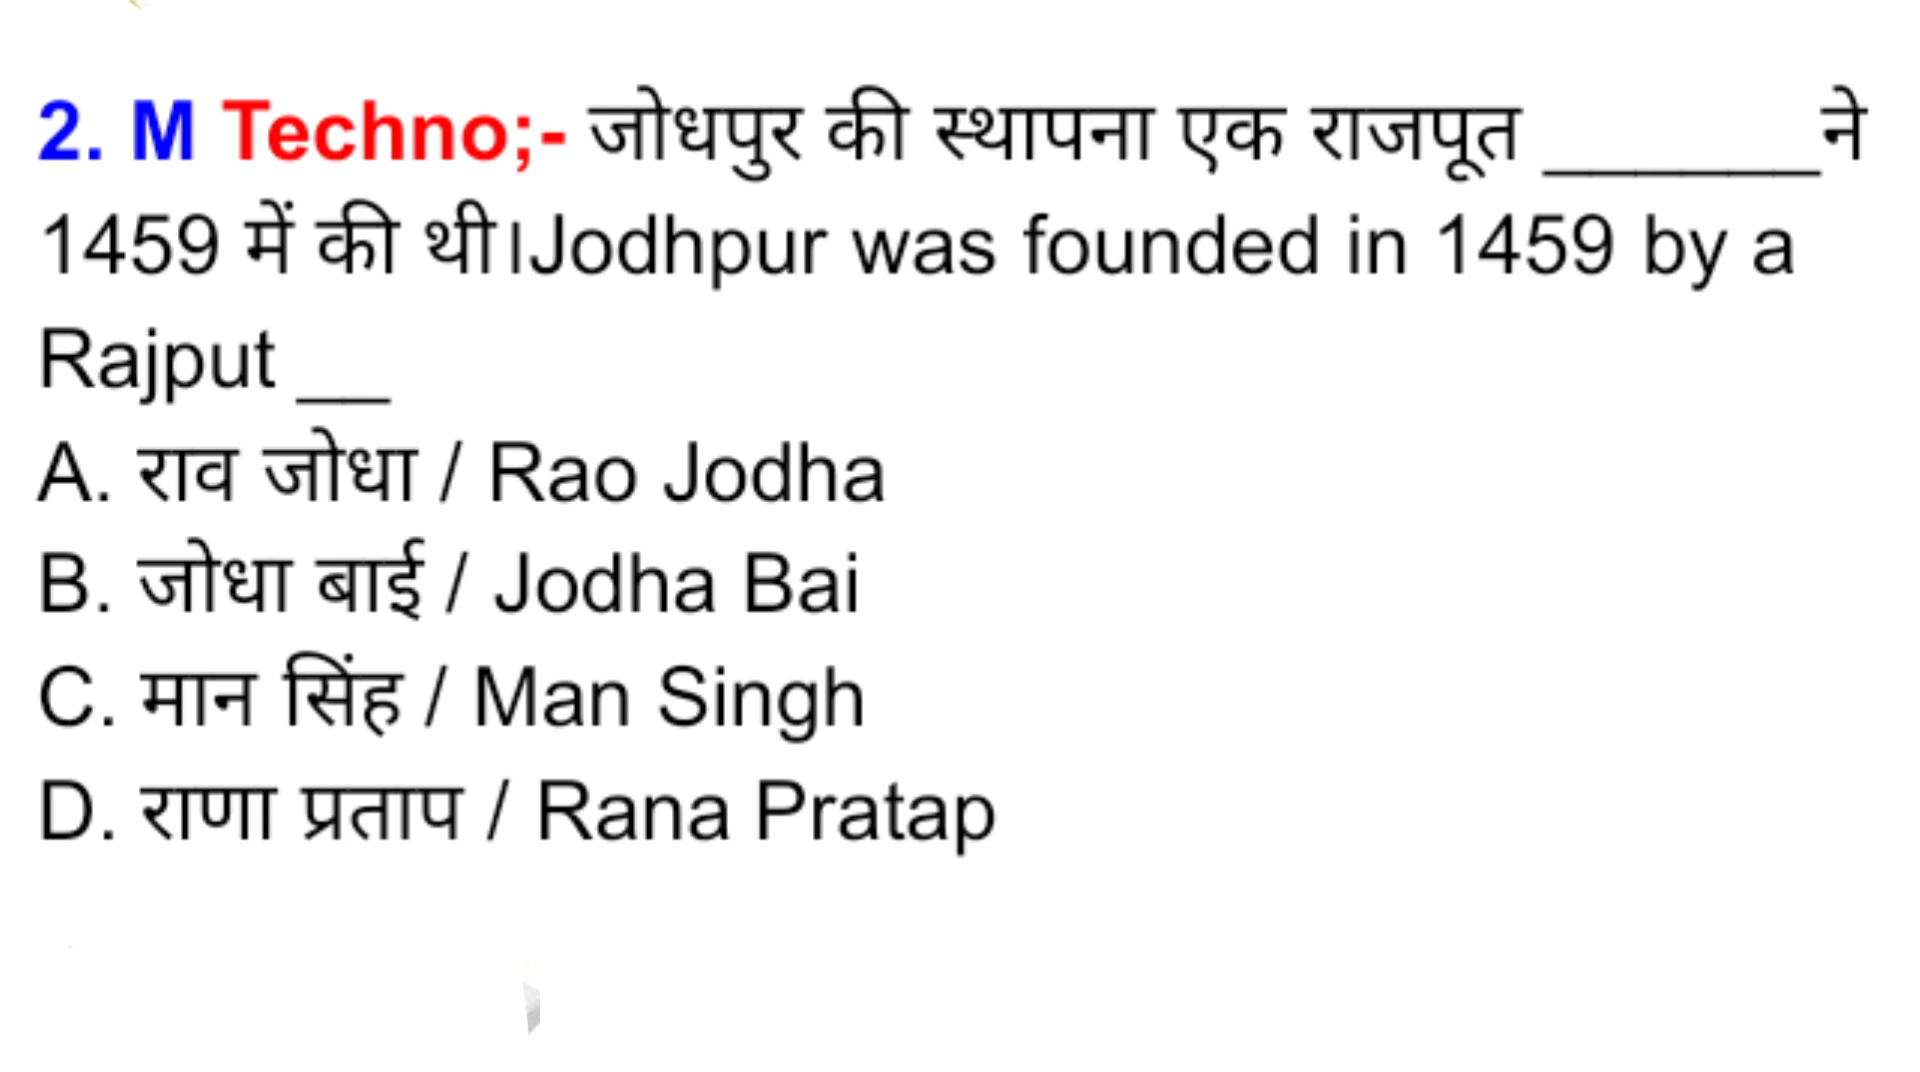 2. M Techno;- जोधपुर की स्थापना एक राजपूत ______ने
1459 में की थी।Jodhpur was founded in 1459 by a
Rajput __
A. राव जोधा / Rao Jodha
B. जोधा बाई / Jodha Bai
C. मान सिंह / Man Singh
D. राणा प्रताप / Rana Pratap